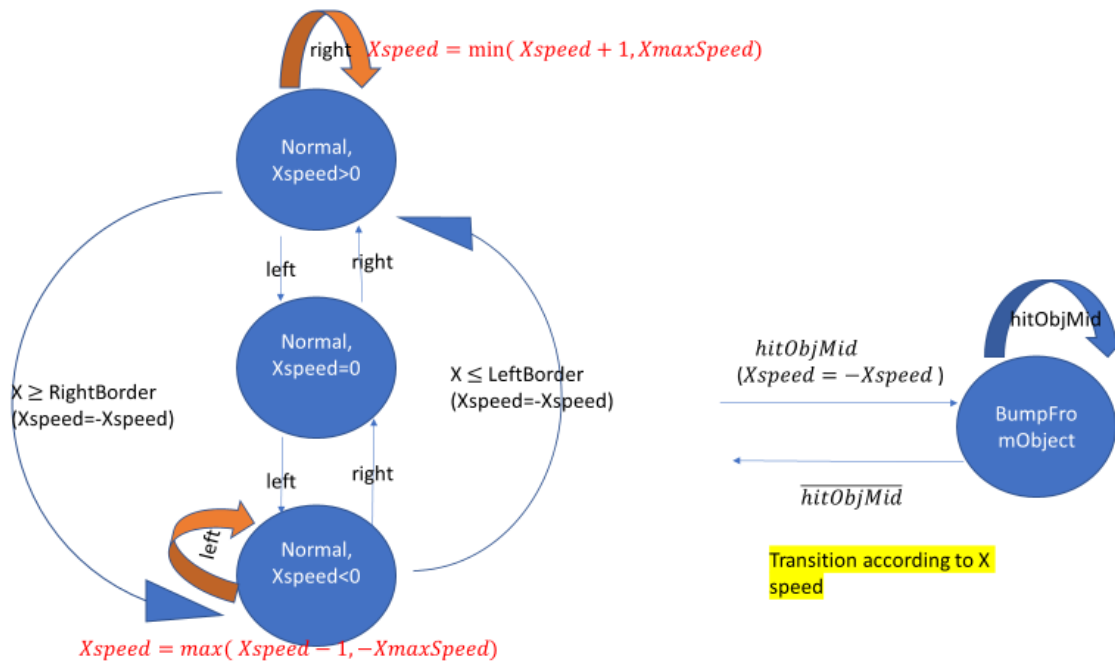 right
Xspeed = min( Xspeed + 1, XmaxSpeed)
Normal,
Xspeed>0
left
right
Normal,
Xspeed=0
X ≥ RightBorder
(Xspeed=-Xspeed)
X ≤ LeftBorder
(Xspeed=-Xspeed)
left
right
left
Normal,
Xspeed<0
Xspeed = max( Xspeed − 1, −XmaxSpeed)
hitObjMid
hitObjMid
(Xspeed = −Xspeed )
BumpFro
mObject
h̅i̅t̅O̅b̅j̅M̅i̅d̅
Transition according to X
speed